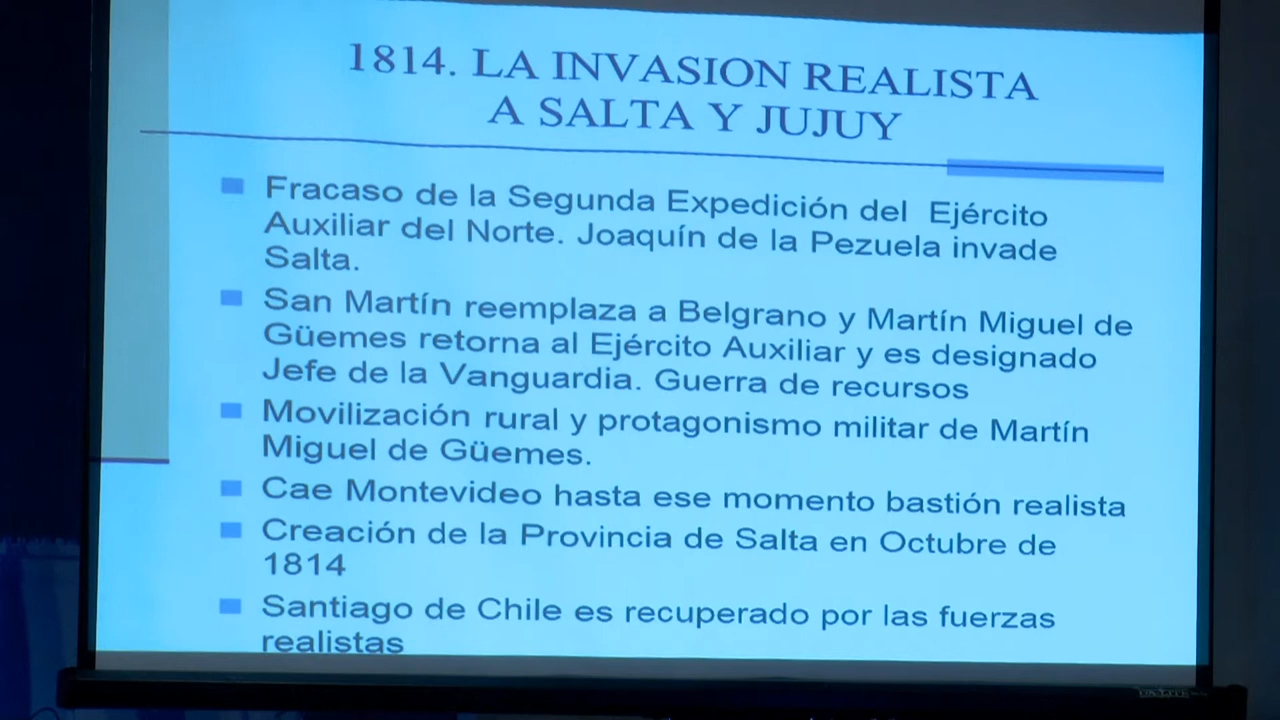 1814. LA INVASION REALISTA
A SALTA Y JUJUY
Fracaso de la Segunda Expedición del Ejército
Auxiliar del Norte. Joaquín de la Pezuela invade
Salta.
San Martín reemplaza a Belgrano y Martín Miguel de
Güemes retorna al Ejército Auxiliar y es designado
Jefe de la Vanguardia. Guerra de recursos
Movilización rural y protagonismo militar de Martín
Miguel de Güemes.
Cae Montevideo hasta ese momento bastión realista
Creación de la Provincia de Salta en Octubre de
1814
Santiago de Chile es recuperado por las fuerzas
realistas